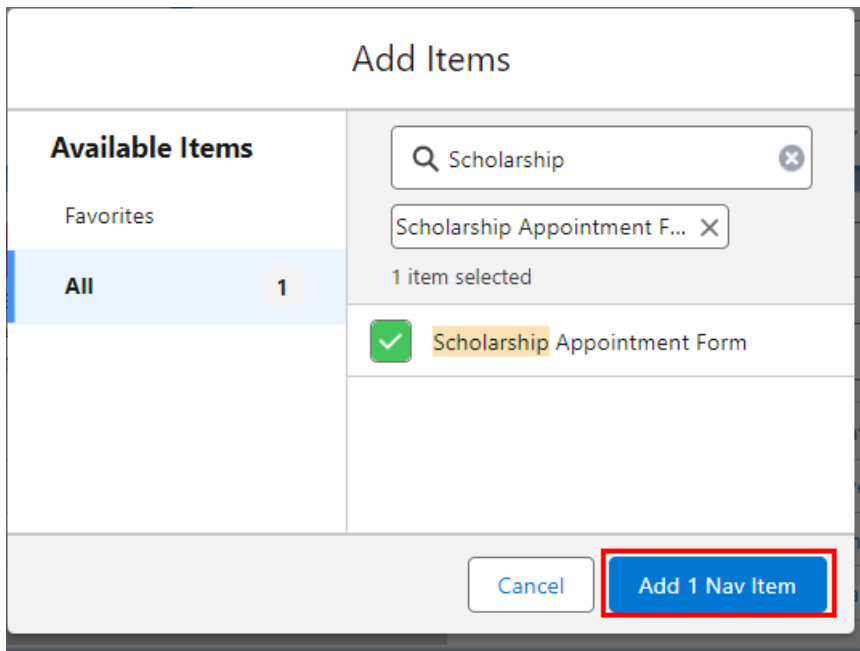 Add Items
Available Items
Favorites
All 1
Scholarship
Scholarship Appointment F...
1 item selected
Scholarship Appointment Form
Cancel
Add 1 Nav Item